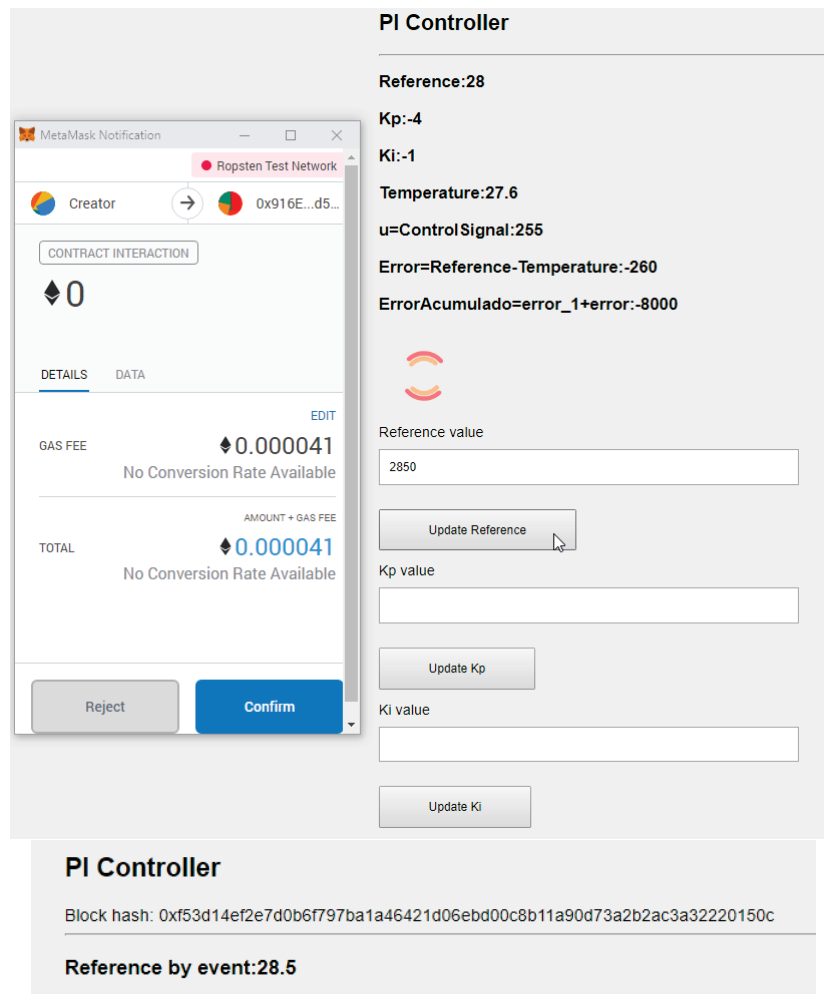 PI Controller
Reference:28
Kp:-4
Ki:-1
Temperature:27.6
u=ControlSignal:255
Error=Reference-Temperature:-260
ErrorAcumulado=error_1+error:-8000
Reference value
2850
Update Reference
Kp value
Update Kp
Ki value
Update Ki
MetaMask Notification
Ropsten Test Network
Creator
0x916E...d5...
CONTRACT INTERACTION
0
DETAILS DATA
EDIT
GAS FEE 0.000041
No Conversion Rate Available
AMOUNT + GAS FEE
TOTAL 0.000041
No Conversion Rate Available
Reject Confirm
PI Controller
Block hash: 0xf53d14ef2e7d0b6f797ba1a46421d06ebd00c8b11a90d73a2b2ac3a32220150c
Reference by event:28.5